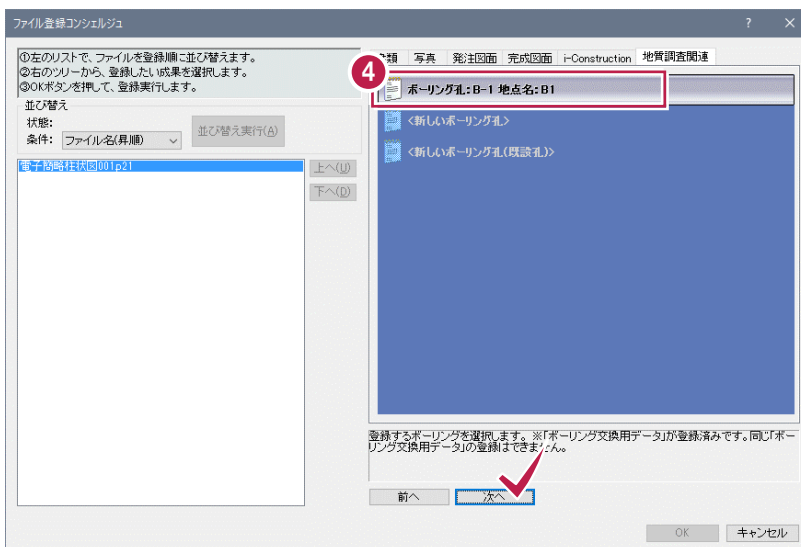 ファイル登録コンシェルジュ
? ×
①左のリストで、ファイルを登録順に並び替えます。
②右のツリーから、登録したい成果を選択します。
③OKボタンを押して、登録実行します。
並び替え
状態:
条件: ファイル名(昇順)
並び替え実行(A)
電子簡略柱状図001p21
上へ(U)
下へ(D)
類 写真 発注図面 完成図面 i-Construction 地質調査関連
4
ボーリング孔:B-1 地点名:B1
<新しいボーリング孔>
<新しいボーリング孔(既設孔)>
登録するボーリングを選択します。※「ボーリング交換用データ」が登録済みです。同じ「ボー
リング交換用データ」の登録はできません。
前へ 次へ
OK キャンセル